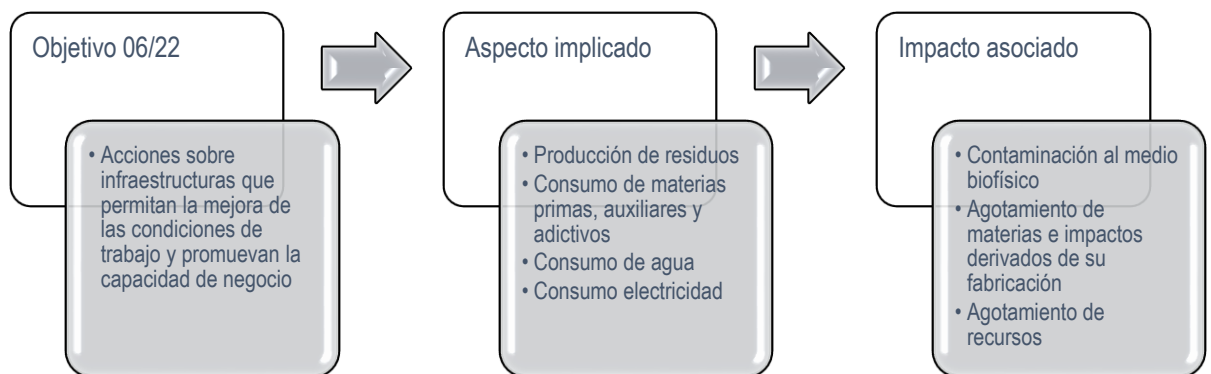 Objetivo 06/22
• Acciones sobre
infraestructuras que
permitan la mejora de
las condiciones de
trabajo y promuevan la
capacidad de negocio
Aspecto implicado
• Producción de residuos
• Consumo de materias
primas, auxiliares y
adictivos
• Consumo de agua
• Consumo electricidad
Impacto asociado
• Contaminación al medio
biofísico
• Agotamiento de
materias e impactos
derivados de su
fabricación
• Agotamiento de
recursos